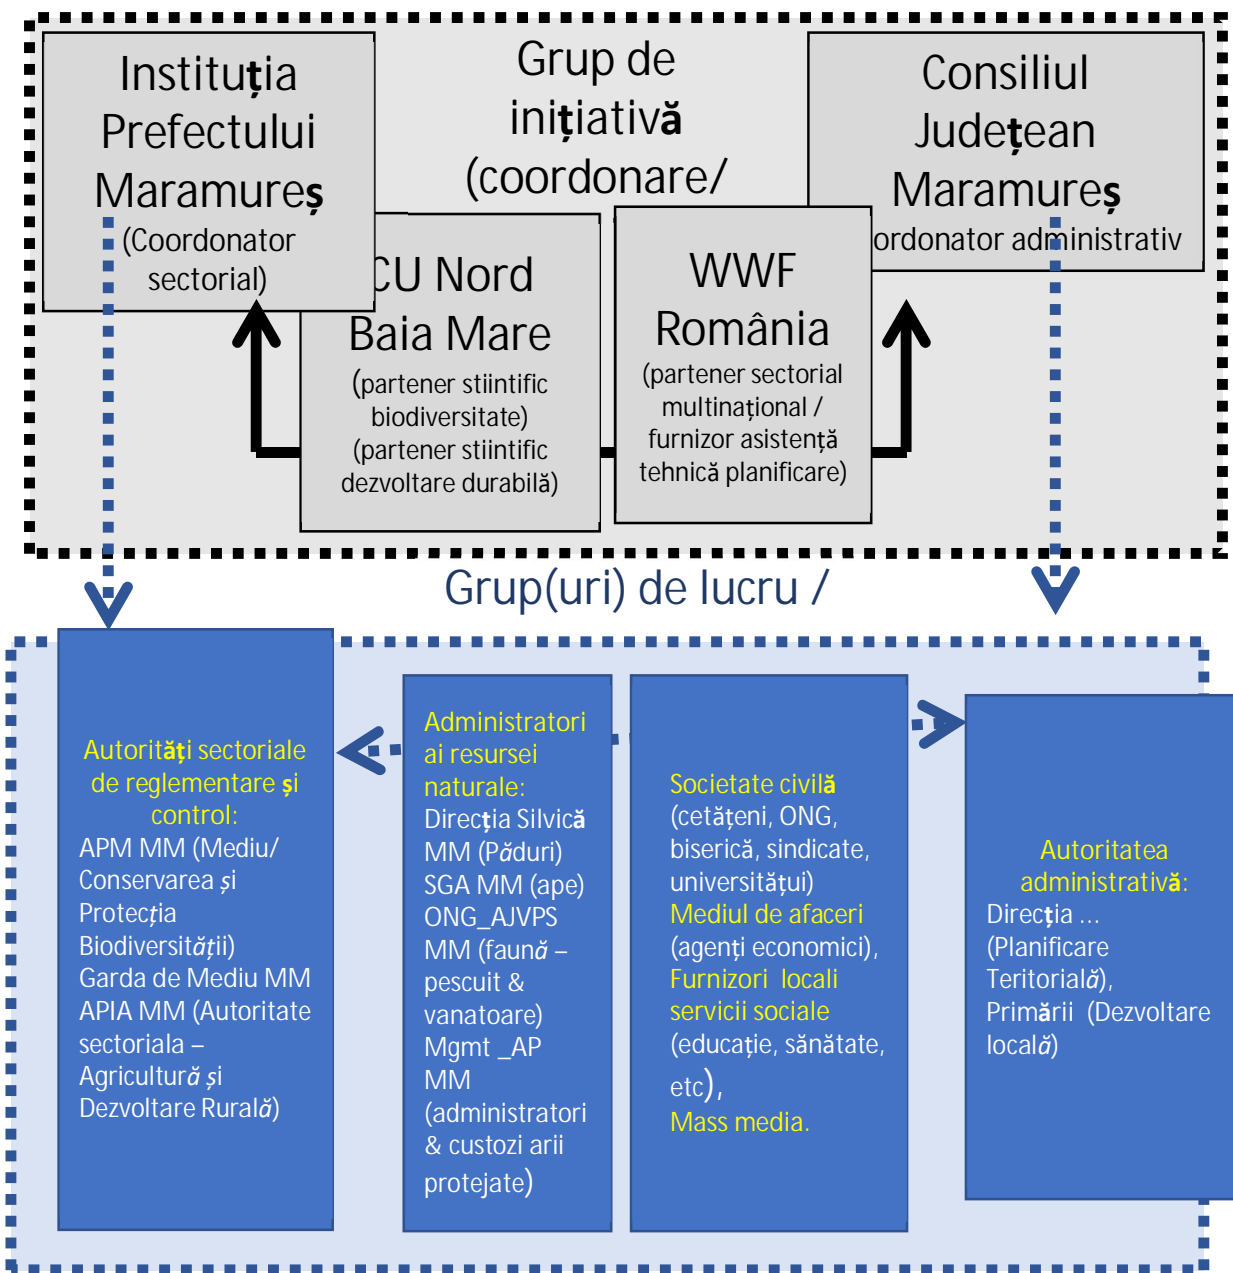 Instituția
Prefectului
Maramureș
(Coordonator
sectorial)
Grup de
inițiativă
(coordonare/
Consiliul
Județean
Maramureș
ordonator administrativ
CU Nord
Baia Mare
(partener stiintific
biodiversitate)
(partener stiintific
dezvoltare durabilă)
WWF
România
(partener sectorial
multinațional /
furnizor asistență
tehnică planificare)
Grup(uri) de lucru /
Autorități sectoriale
de reglementare și
control:
APM MM (Mediu/
Conservarea și
Protecția
Biodiversității)
Garda de Mediu MM
APIA MM (Autoritate
sectoriala –
Agricultură și
Dezvoltare Rurală)
Administratori
ai resursei
naturale:
Direcția Silvică
MM (Păduri)
SGA MM (ape)
ONG_AJVPS
MM (faună –
pescuit &
vanatoare)
Mgmt _AP
MM
(administratori
& custozi arii
protejate)
Societate civilă
(cetățeni, ONG,
biserică, sindicate,
universitățui)
Mediul de afaceri
(agenți economici),
Furnizori  locali
servicii sociale
(educație, sănătate,
etc),
Mass media.
Autoritatea
administrativă:
Direcția ...
(Planificare
Teritorială),
Primării  (Dezvoltare
locală)